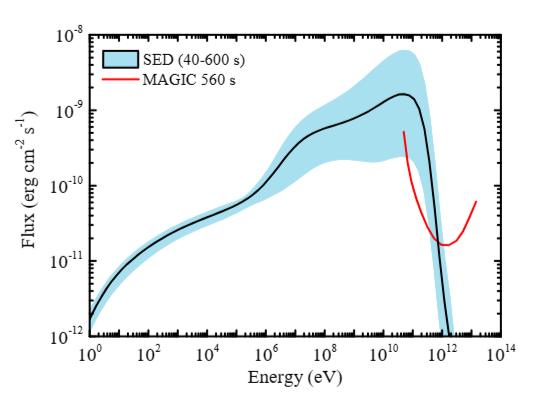 10⁻⁸
SED (40-600 s)
MAGIC 560 s
10⁻⁹
10⁻¹⁰
10⁻¹¹
10⁻¹²
Flux (erg cm⁻² s⁻¹)
10⁰ 10² 10⁴ 10⁶ 10⁸ 10¹⁰ 10¹² 10¹⁴
Energy (eV)